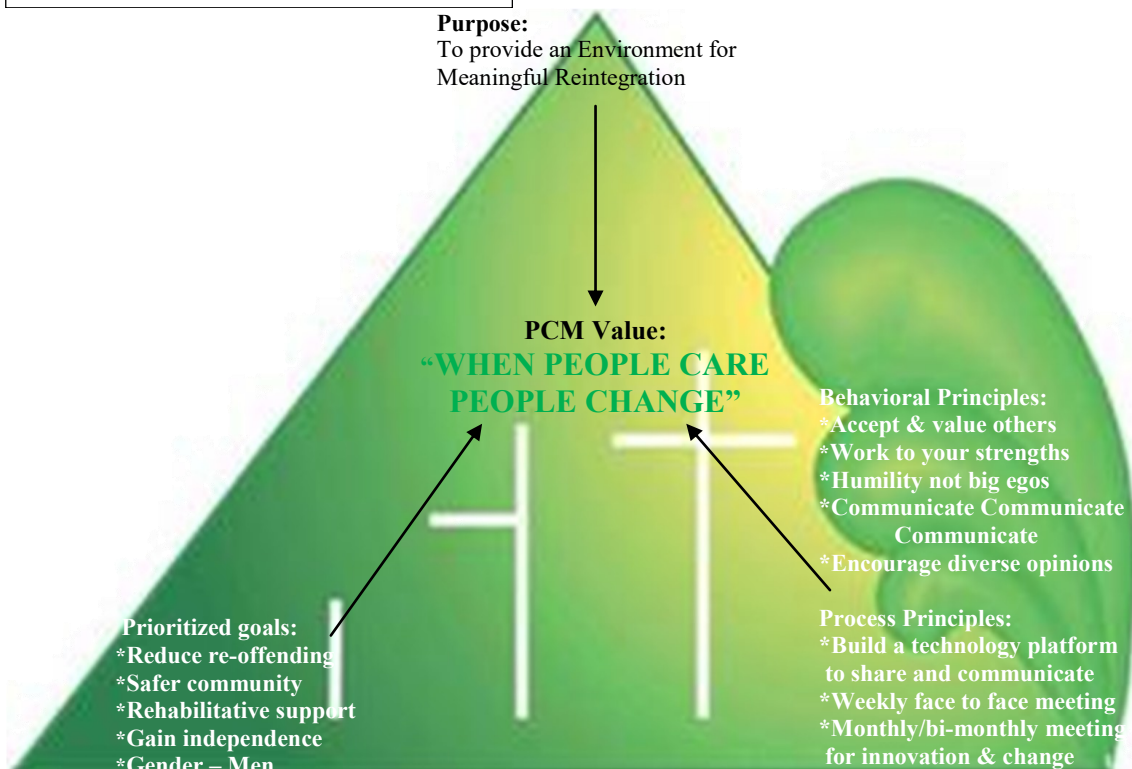 Purpose:
To provide an Environment for
Meaningful Reintegration
PCM Value:
“WHEN PEOPLE CARE
PEOPLE CHANGE”
Behavioral Principles:
*Accept & value others
*Work to your strengths
*Humility not big egos
*Communicate Communicate
Communicate
*Encourage diverse opinions
Prioritized goals:
*Reduce re-offending
*Safer community
*Rehabilitative support
*Gain independence
*Gender – Men
Process Principles:
*Build a technology platform
to share and communicate
*Weekly face to face meeting
*Monthly/bi-monthly meeting
for innovation & change